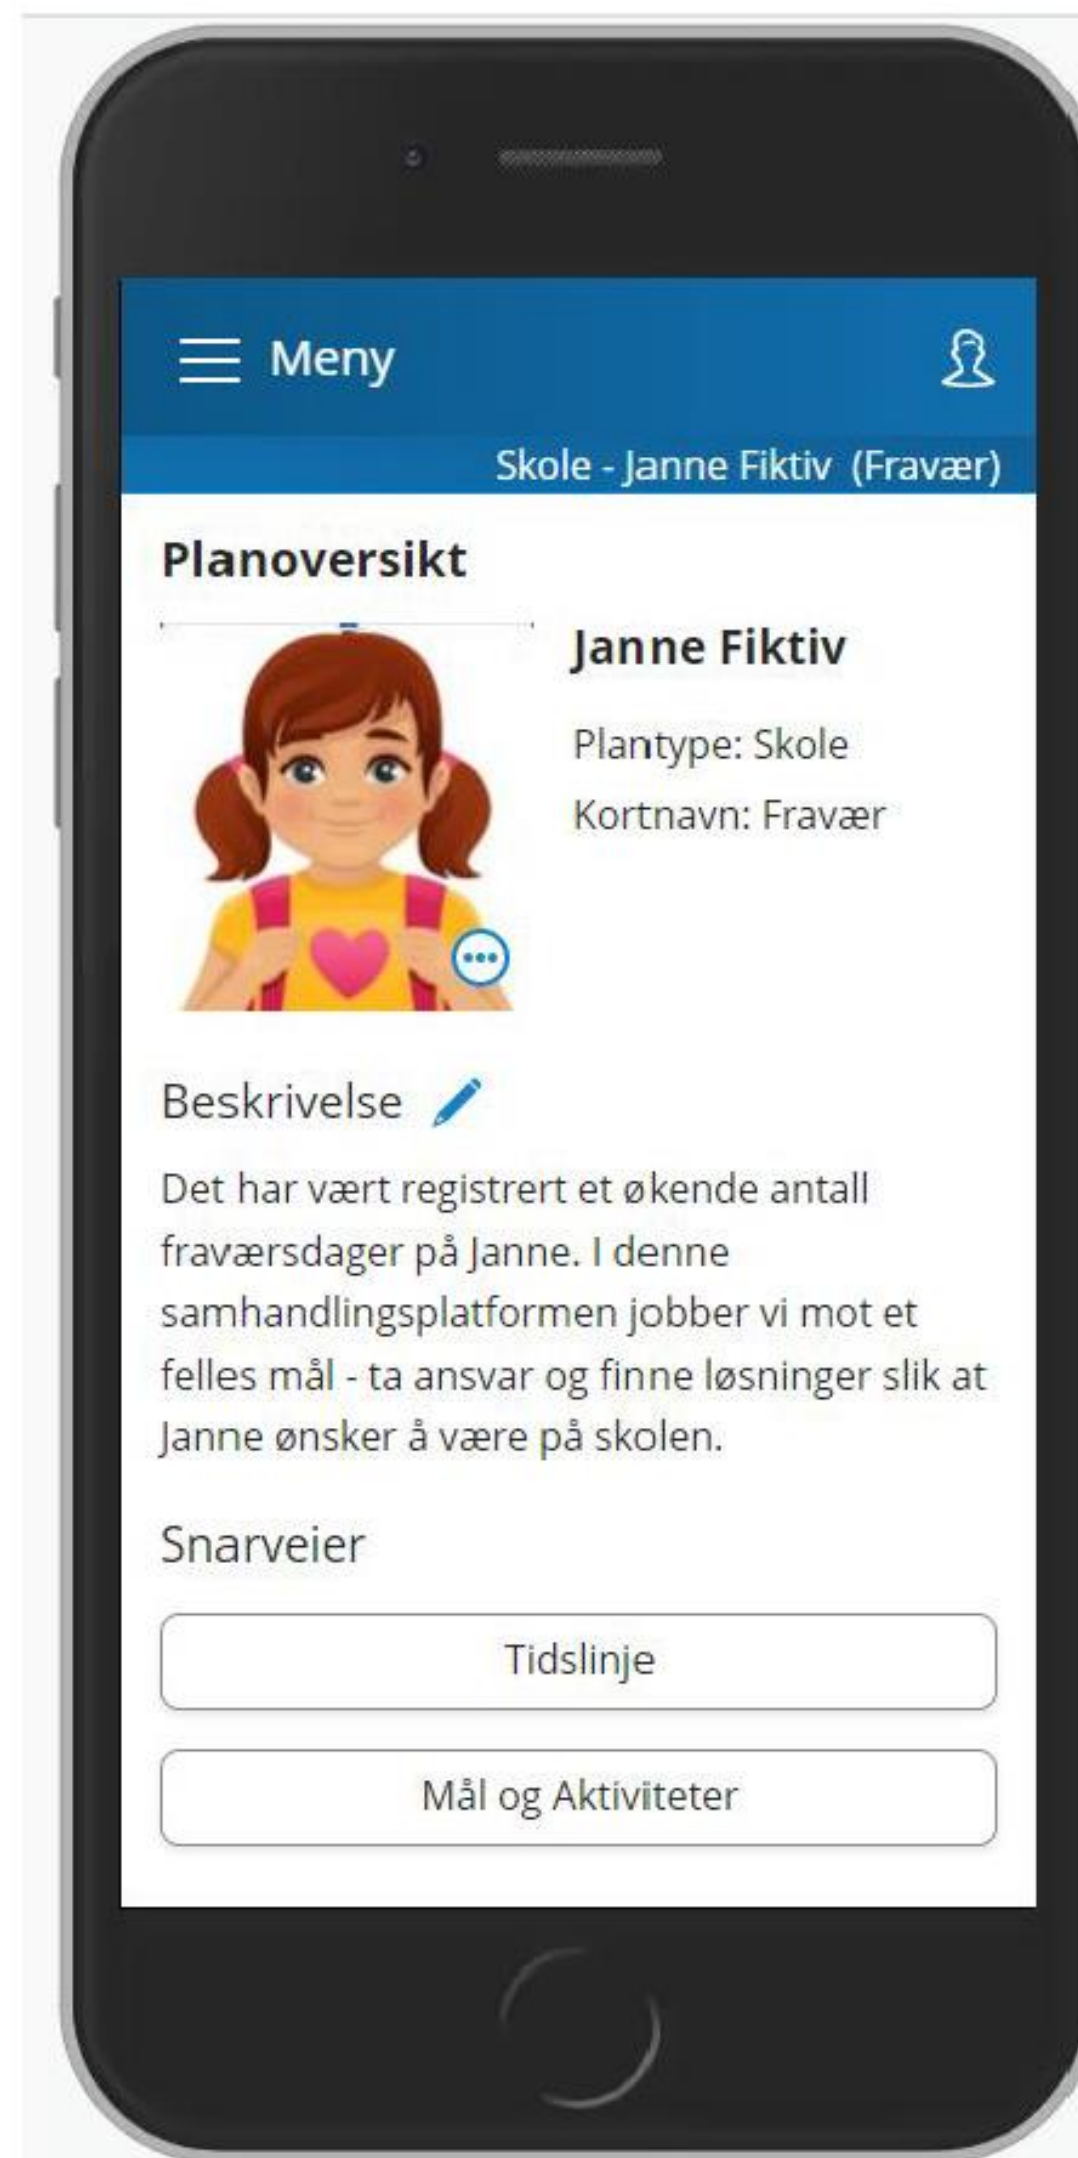 Meny
Skole - Janne Fiktiv (Fravær)
Planoversikt
Janne Fiktiv
Plantype: Skole
Kortnavn: Fravær
Beskrivelse
Det har vært registrert et økende antall
fraværsdager på Janne. I denne
samhandlingsplatformen jobber vi mot et
felles mål - ta ansvar og finne løsninger slik at
Janne ønsker å være på skolen.
Snarveier
Tidslinje
Mål og Aktiviteter